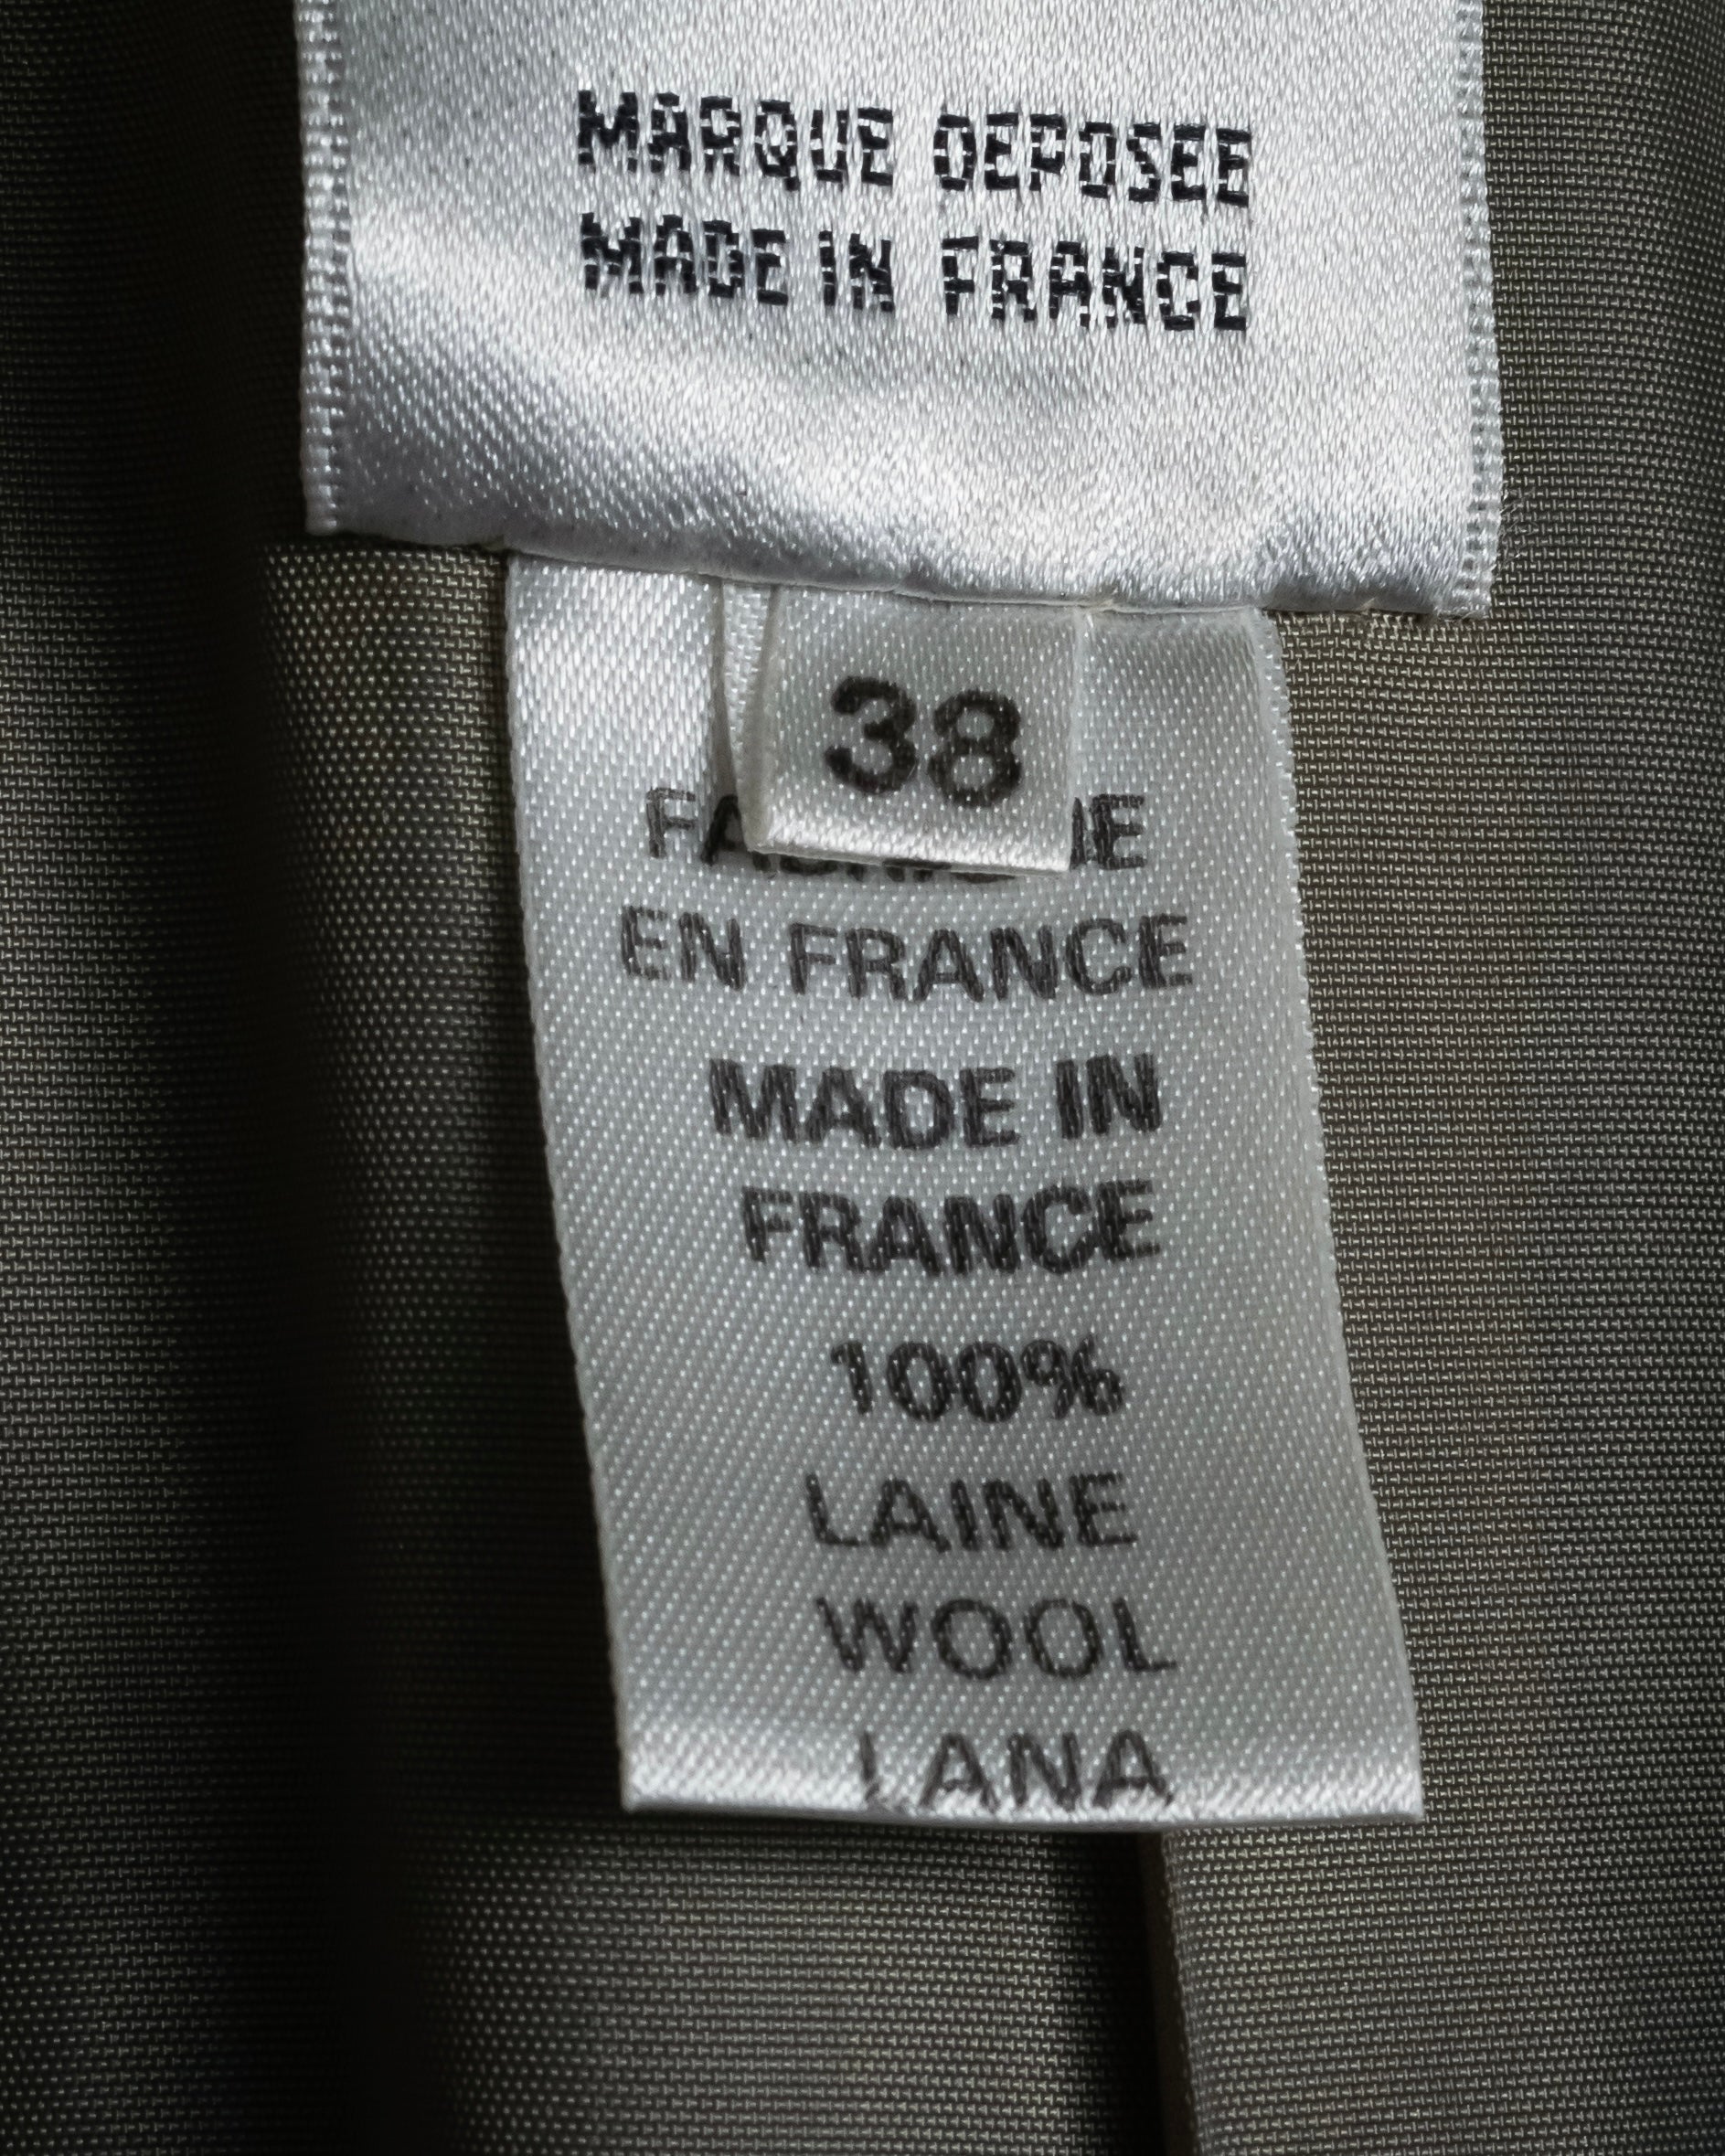 MARQUE DEPOSEE
MADE IN FRANCE
38
EN FRANCE
MADE IN
FRANCE
100%
LAINE
WOOL
LANA